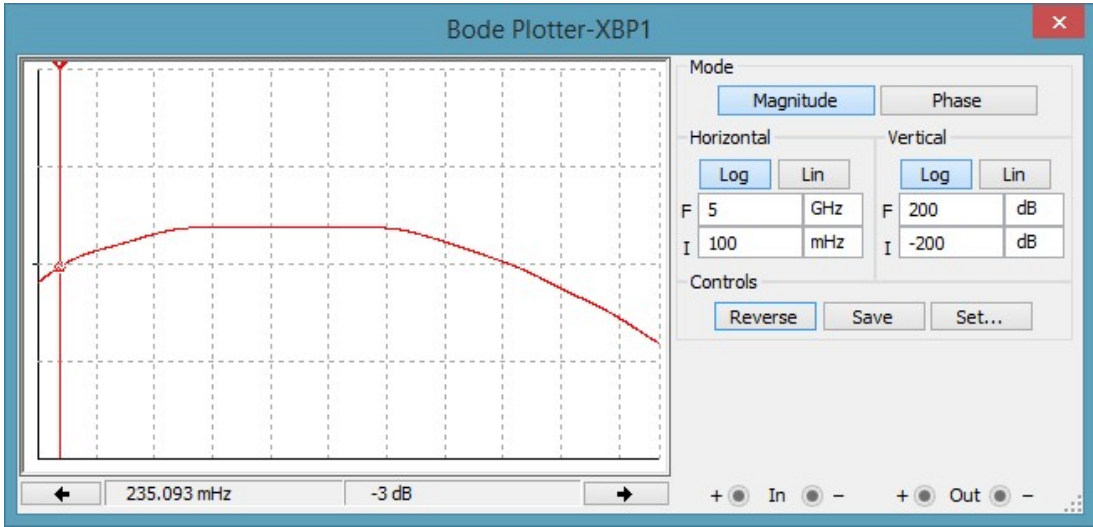 Bode Plotter-XBP1
×
Mode
Magnitude Phase
Horizontal Vertical
Log Lin Log Lin
F 5 GHz F 200 dB
I 100 mHz I -200 dB
Controls
Reverse Save Set...
235.093 mHz -3 dB
+ In - + Out -